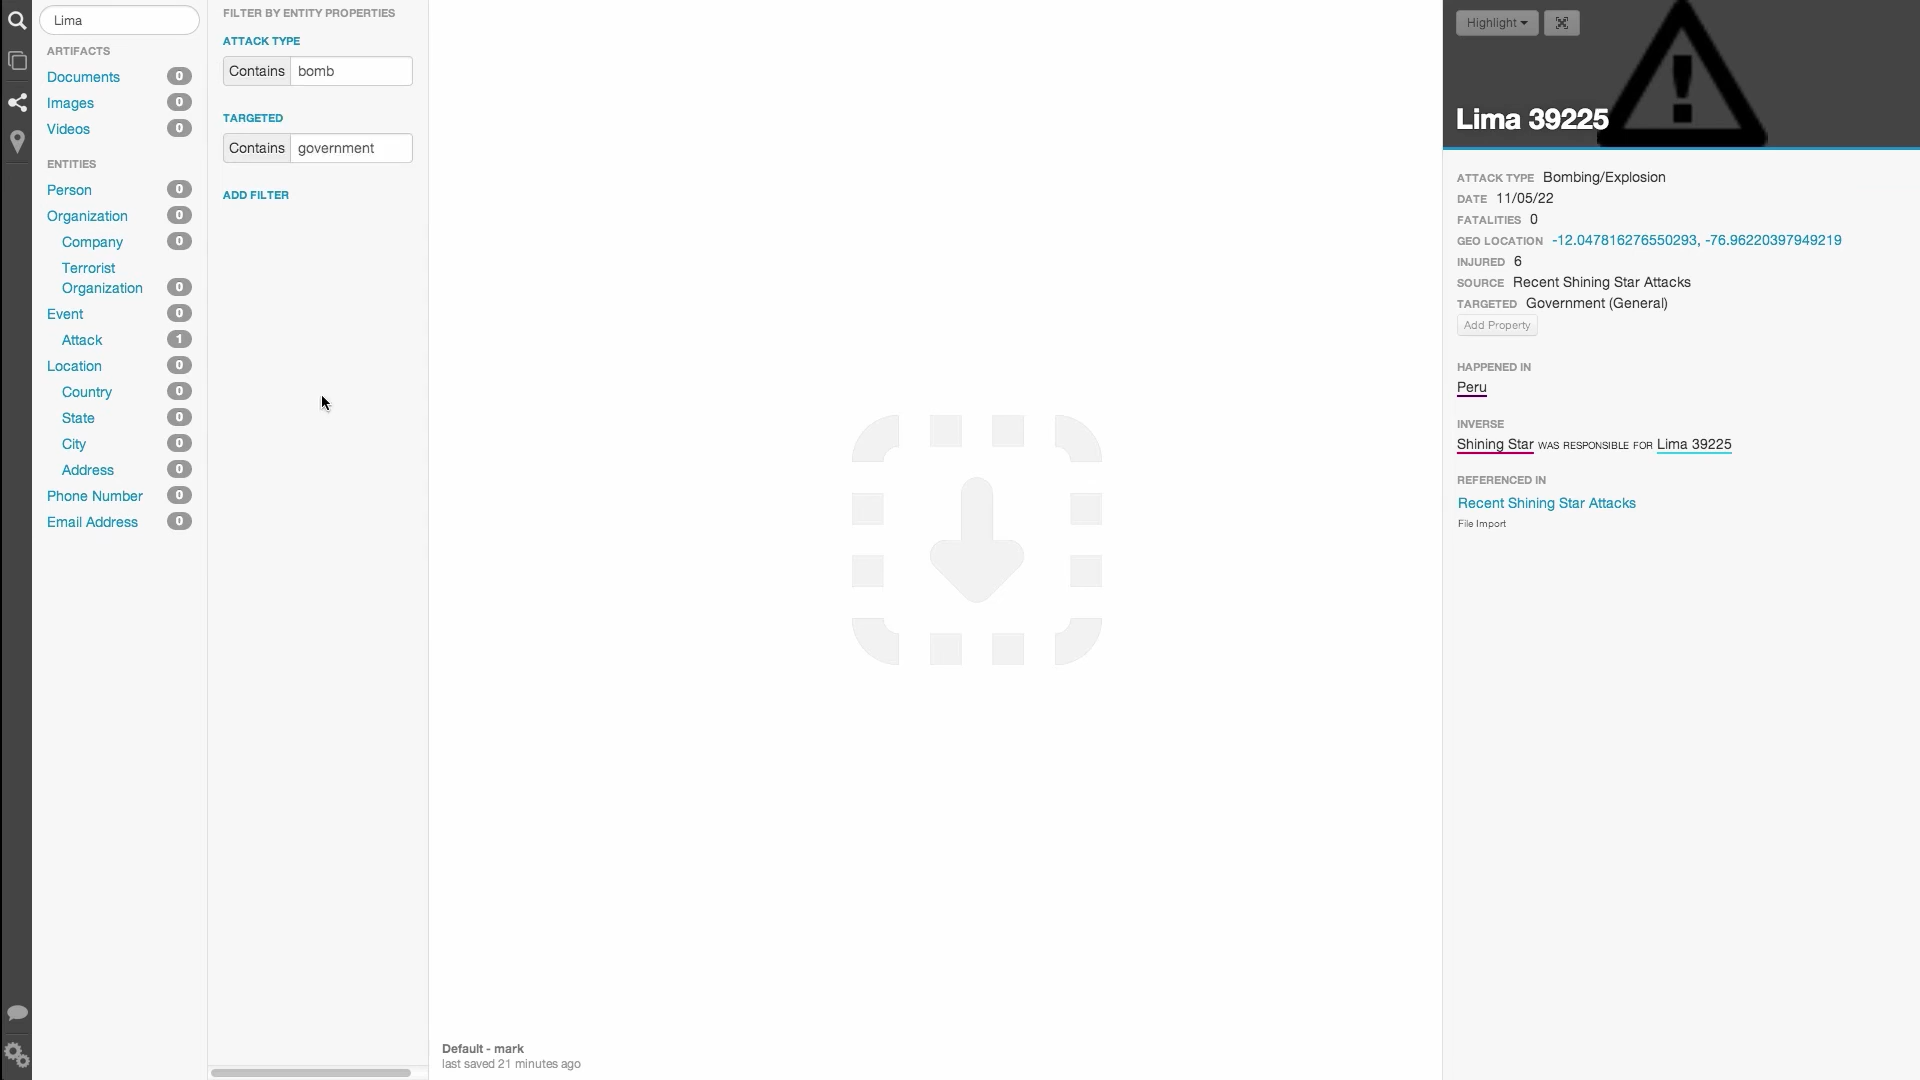 Lima
ARTIFACTS
Documents 0
Images 0
Videos 0
ENTITIES
Person 0
Organization 0
Company 0
Terrorist
Organization 0
Event 0
Attack 1
Location 0
Country 0
State 0
City 0
Address 0
Phone Number 0
Email Address 0
FILTER BY ENTITY PROPERTIES
ATTACK TYPE
Contains bomb
TARGETED
Contains government
ADD FILTER
Default - mark
last saved 21 minutes ago
Highlight
Lima 39225
ATTACK TYPE Bombing/Explosion
DATE 11/05/22
FATALITIES 0
GEO LOCATION -12.047816276550293, -76.96220397949219
INJURED 6
SOURCE Recent Shining Star Attacks
TARGETED Government (General)
Add Property
HAPPENED IN
Peru
INVERSE
Shining Star WAS RESPONSIBLE FOR Lima 39225
REFERENCED IN
Recent Shining Star Attacks
File Import